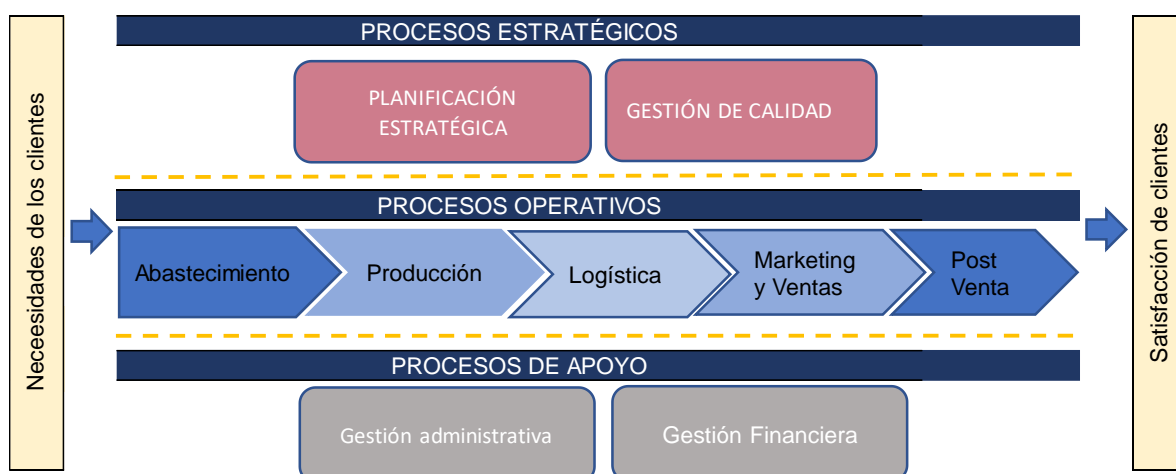 Necesidades de los clientes
PROCESOS ESTRATÉGICOS
PLANIFICACIÓN
ESTRATÉGICA
GESTIÓN DE CALIDAD
PROCESOS OPERATIVOS
Abastecimiento
Producción
Logística
Marketing
y Ventas
Post
Venta
PROCESOS DE APOYO
Gestión administrativa
Gestión Financiera
Satisfacción de clientes